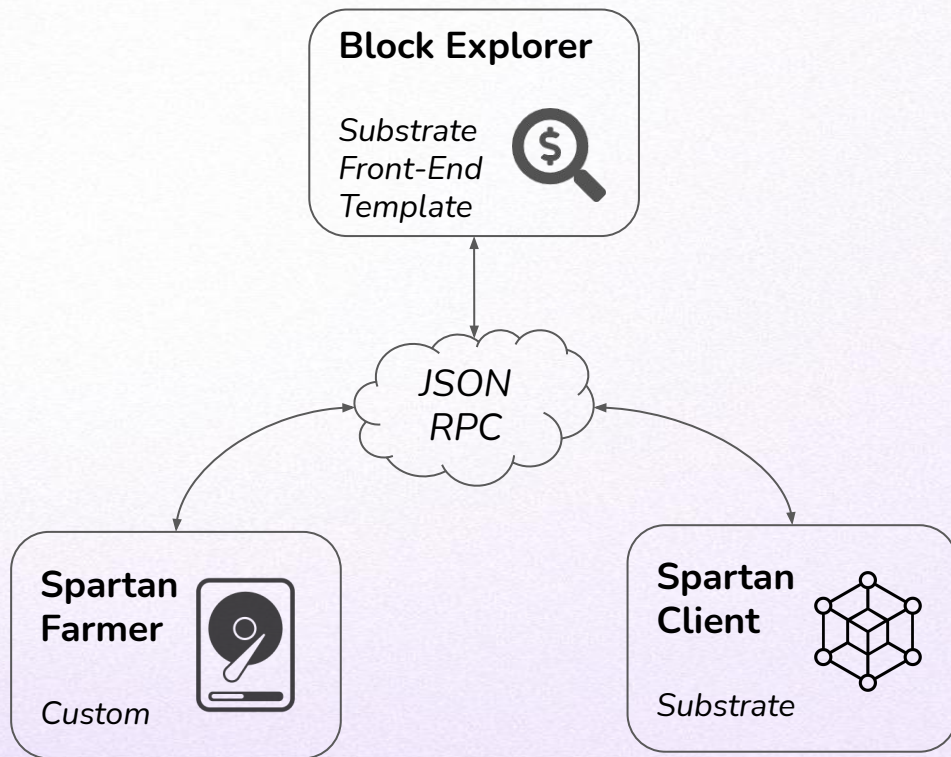 Block Explorer
Substrate
Front-End
Template
$
JSON
RPC
Spartan
Farmer
Custom
Spartan
Client
Substrate